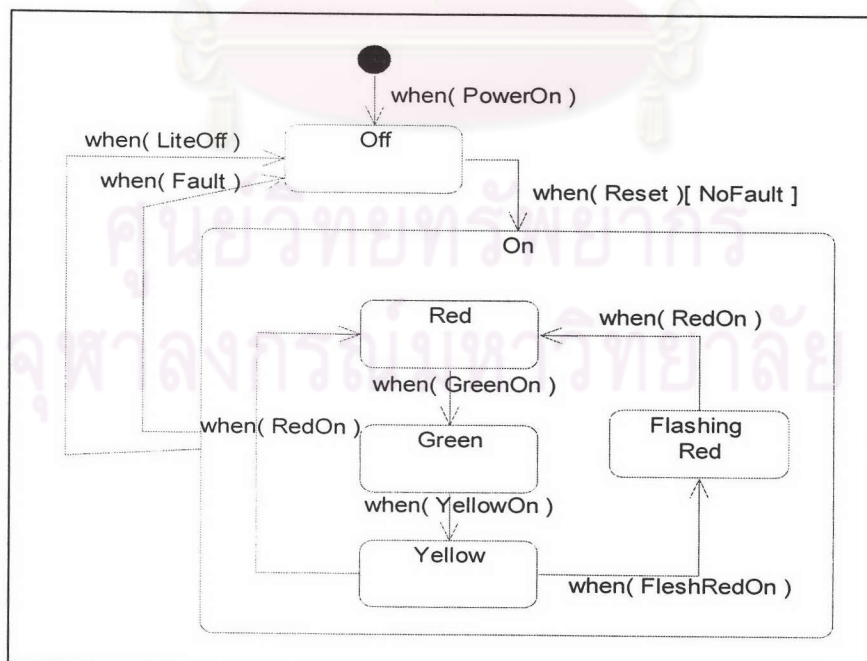 when( PowerOn )
Off
when( LiteOff )
when( Fault )
when( Reset )[ NoFault ]
ศูนย์วิทยทรัพยากร
On
Red
when( RedOn )
จุฬาลงกรณ์มหาวิทยาลัย
when( GreenOn )
when( RedOn )
Green
Flashing
Red
when( YellowOn )
Yellow
when( FleshRedOn )